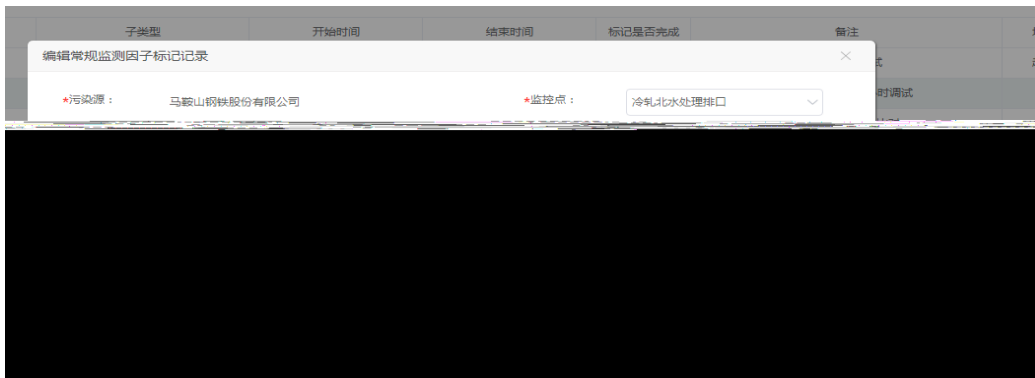 子类型 开始时间 结束时间 标记是否完成 备注
编辑常规监测因子标记记录
*污染源： 马鞍山钢铁股份有限公司 *监控点： 冷轧北水处理排口
时调试